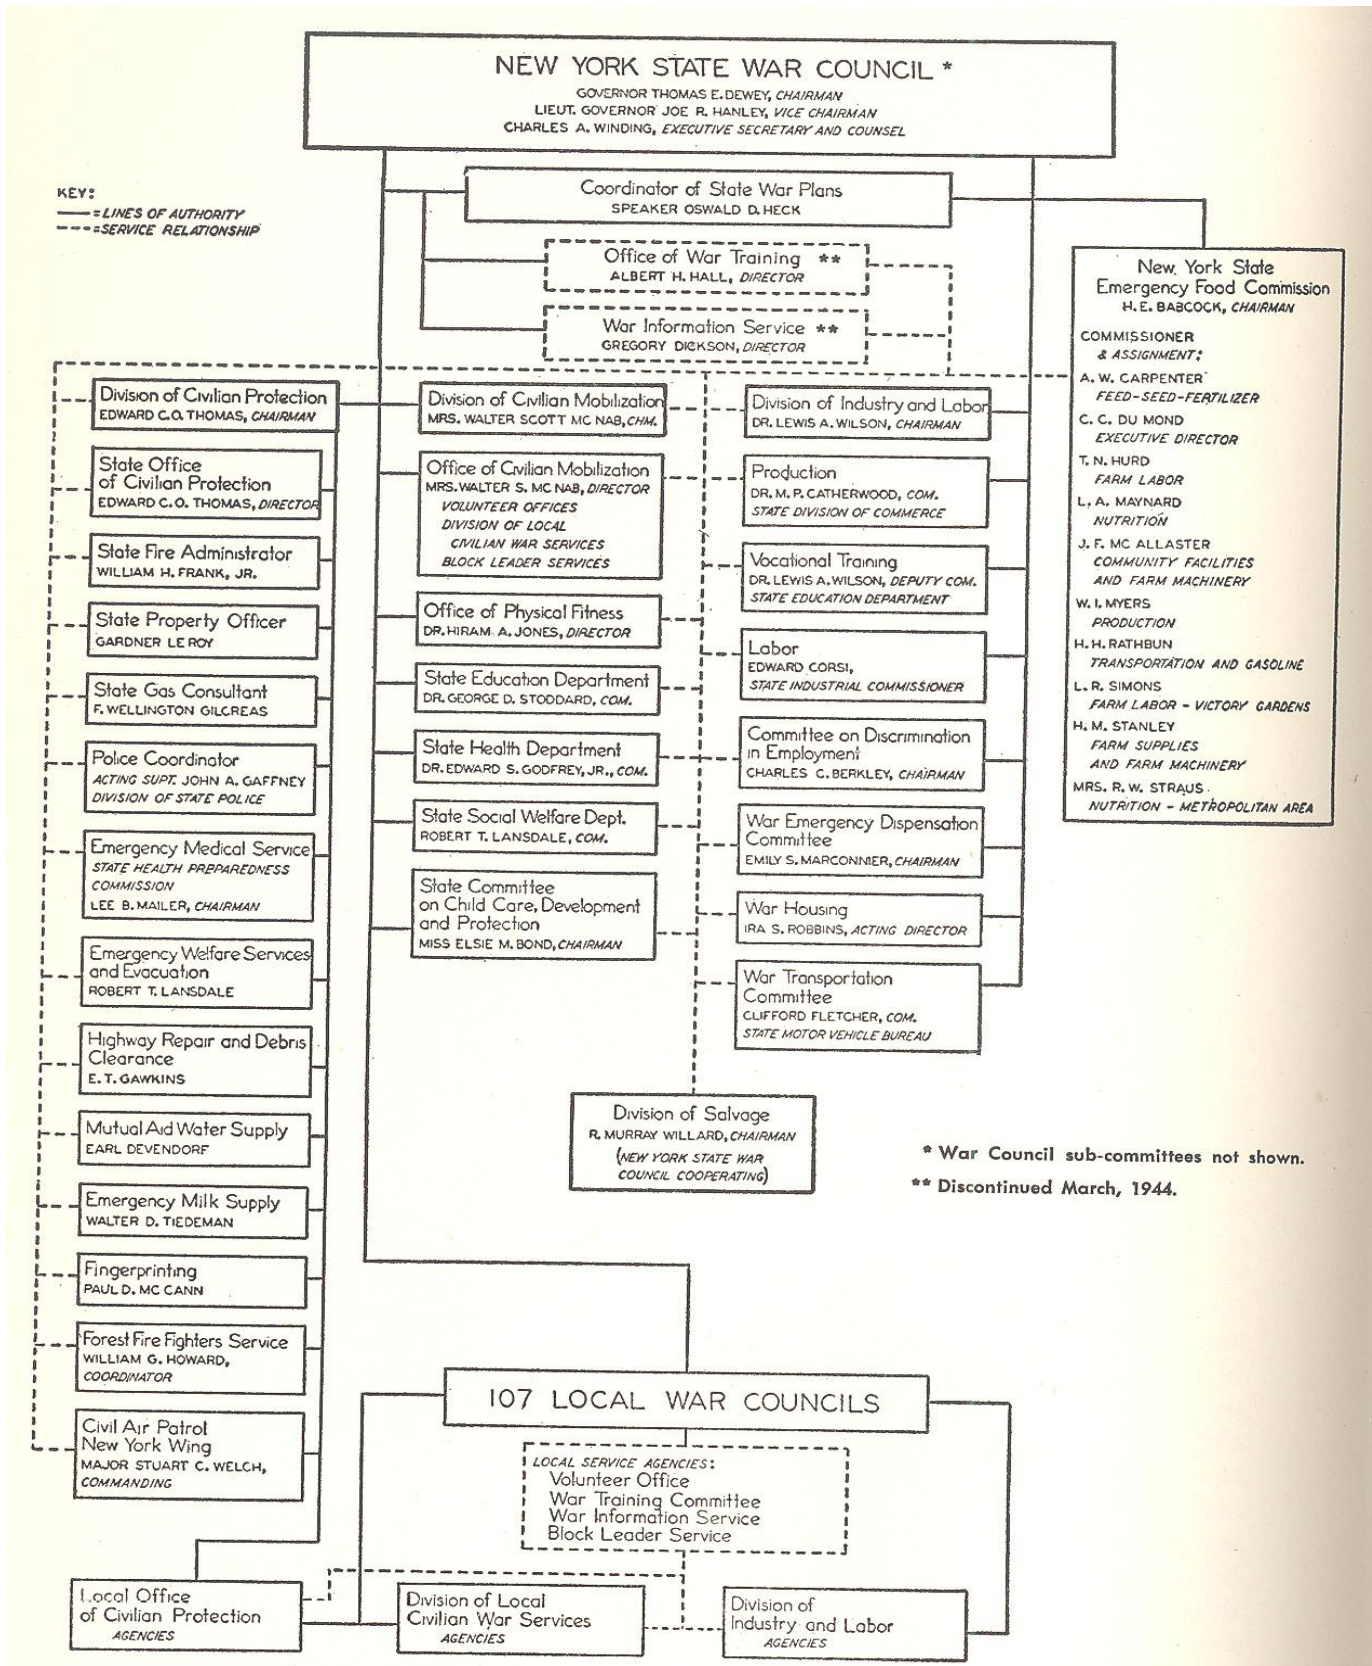 NEW YORK STATE WAR COUNCIL *
GOVERNOR THOMAS E. DEWEY, CHAIRMAN
LIEUT. GOVERNOR JOE R. HANLEY, VICE CHAIRMAN
CHARLES A. WINDING, EXECUTIVE SECRETARY AND COUNSEL
KEY:
= LINES OF AUTHORITY
= SERVICE RELATIONSHIP
Coordinator of State War Plans
SPEAKER OSWALD D. HECK
Office of War Training **
ALBERT H. HALL, DIRECTOR
War Information Service **
GREGORY DICKSON, DIRECTOR
New York State
Emergency Food Commission
H. E. BABCOCK, CHAIRMAN
COMMISSIONER
& ASSIGNMENT:
A. W. CARPENTER
FEED-SEED-FERTILIZER
C. C. DU MOND
EXECUTIVE DIRECTOR
T. N. HURD
FARM LABOR
L. A. MAYNARD
NUTRITION
J. F. MC ALLASTER
COMMUNITY FACILITIES
AND FARM MACHINERY
W. I. MYERS
PRODUCTION
H. H. RATHBUN
TRANSPORTATION AND GASOLINE
L. R. SIMONS
FARM LABOR - VICTORY GARDENS
H. M. STANLEY
FARM SUPPLIES
AND FARM MACHINERY
MRS. R. W. STRAUS
NUTRITION - METROPOLITAN AREA
Division of Civilian Protection
EDWARD C.O. THOMAS, CHAIRMAN
State Office
of Civilian Protection
EDWARD C.O. THOMAS, DIRECTOR
State Fire Administrator
WILLIAM H. FRANK, JR.
State Property Officer
GARDNER LE ROY
State Gas Consultant
F. WELLINGTON GILCREAS
Police Coordinator
ACTING SUPT. JOHN A. GAFFNEY
DIVISION OF STATE POLICE
Emergency Medical Service
STATE HEALTH PREPAREDNESS
COMMISSION
LEE B. MAILER, CHAIRMAN
Emergency Welfare Services
and Evacuation
ROBERT T. LANSDALE
Highway Repair and Debris
Clearance
E. T. GAWKINS
Mutual Aid Water Supply
EARL DEVENDORF
Emergency Milk Supply
WALTER D. TIEDEMAN
Fingerprinting
PAUL D. MC CANN
Forest Fire Fighters Service
WILLIAM G. HOWARD,
COORDINATOR
Civil Air Patrol
New York Wing
MAJOR STUART C. WELCH,
COMMANDING
Division of Civilian Mobilization
MRS. WALTER SCOTT MC NAB, CHM.
Office of Civilian Mobilization
MRS. WALTER S. MC NAB, DIRECTOR
VOLUNTEER OFFICES
DIVISION OF LOCAL
CIVILIAN WAR SERVICES
BLOCK LEADER SERVICES
Office of Physical Fitness
DR. HIRAM A. JONES, DIRECTOR
State Education Department
DR. GEORGE D. STODDARD, COM.
State Health Department
DR. EDWARD S. GODFREY, JR., COM.
State Social Welfare Dept.
ROBERT T. LANSDALE, COM.
State Committee
on Child Care, Development
and Protection
MISS ELSIE M. BOND, CHAIRMAN
Division of Industry and Labor
DR. LEWIS A. WILSON, CHAIRMAN
Production
DR. M. P. CATHERWOOD, COM.
STATE DIVISION OF COMMERCE
Vocational Training
DR. LEWIS A. WILSON, DEPUTY COM.
STATE EDUCATION DEPARTMENT
Labor
EDWARD CORSI,
STATE INDUSTRIAL COMMISSIONER
Committee on Discrimination
in Employment
CHARLES C. BERKLEY, CHAIRMAN
War Emergency Dispensation
Committee
EMILY S. MARCONNIER, CHAIRMAN
War Housing
IRA S. ROBBINS, ACTING DIRECTOR
War Transportation
Committee
CLIFFORD FLETCHER, COM.
STATE MOTOR VEHICLE BUREAU
Division of Salvage
R. MURRAY WILLARD, CHAIRMAN
(NEW YORK STATE WAR
COUNCIL COOPERATING)
* War Council sub-committees not shown.
** Discontinued March, 1944.
107 LOCAL WAR COUNCILS
LOCAL SERVICE AGENCIES:
Volunteer Office
War Training Committee
War Information Service
Block Leader Service
Local Office
of Civilian Protection
AGENCIES
Division of Local
Civilian War Services
AGENCIES
Division of
Industry and Labor
AGENCIES